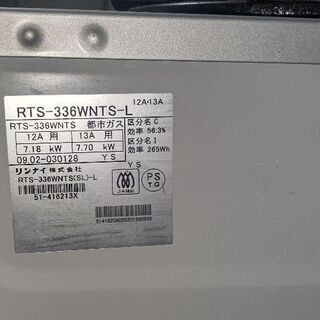 12A・13A
RTS-336WNTS-L
RTS-336WNTS 都市ガス
区分名 C
効率 56.3%
12A 用 13A 用
7.18 kW 7.70 kW
区分名 I
効率 265Wh
09.02-030128 Y S
Y S
リンナイ株式会社
RTS-336WNTS(SL)-L
51-416213X
PS
TG